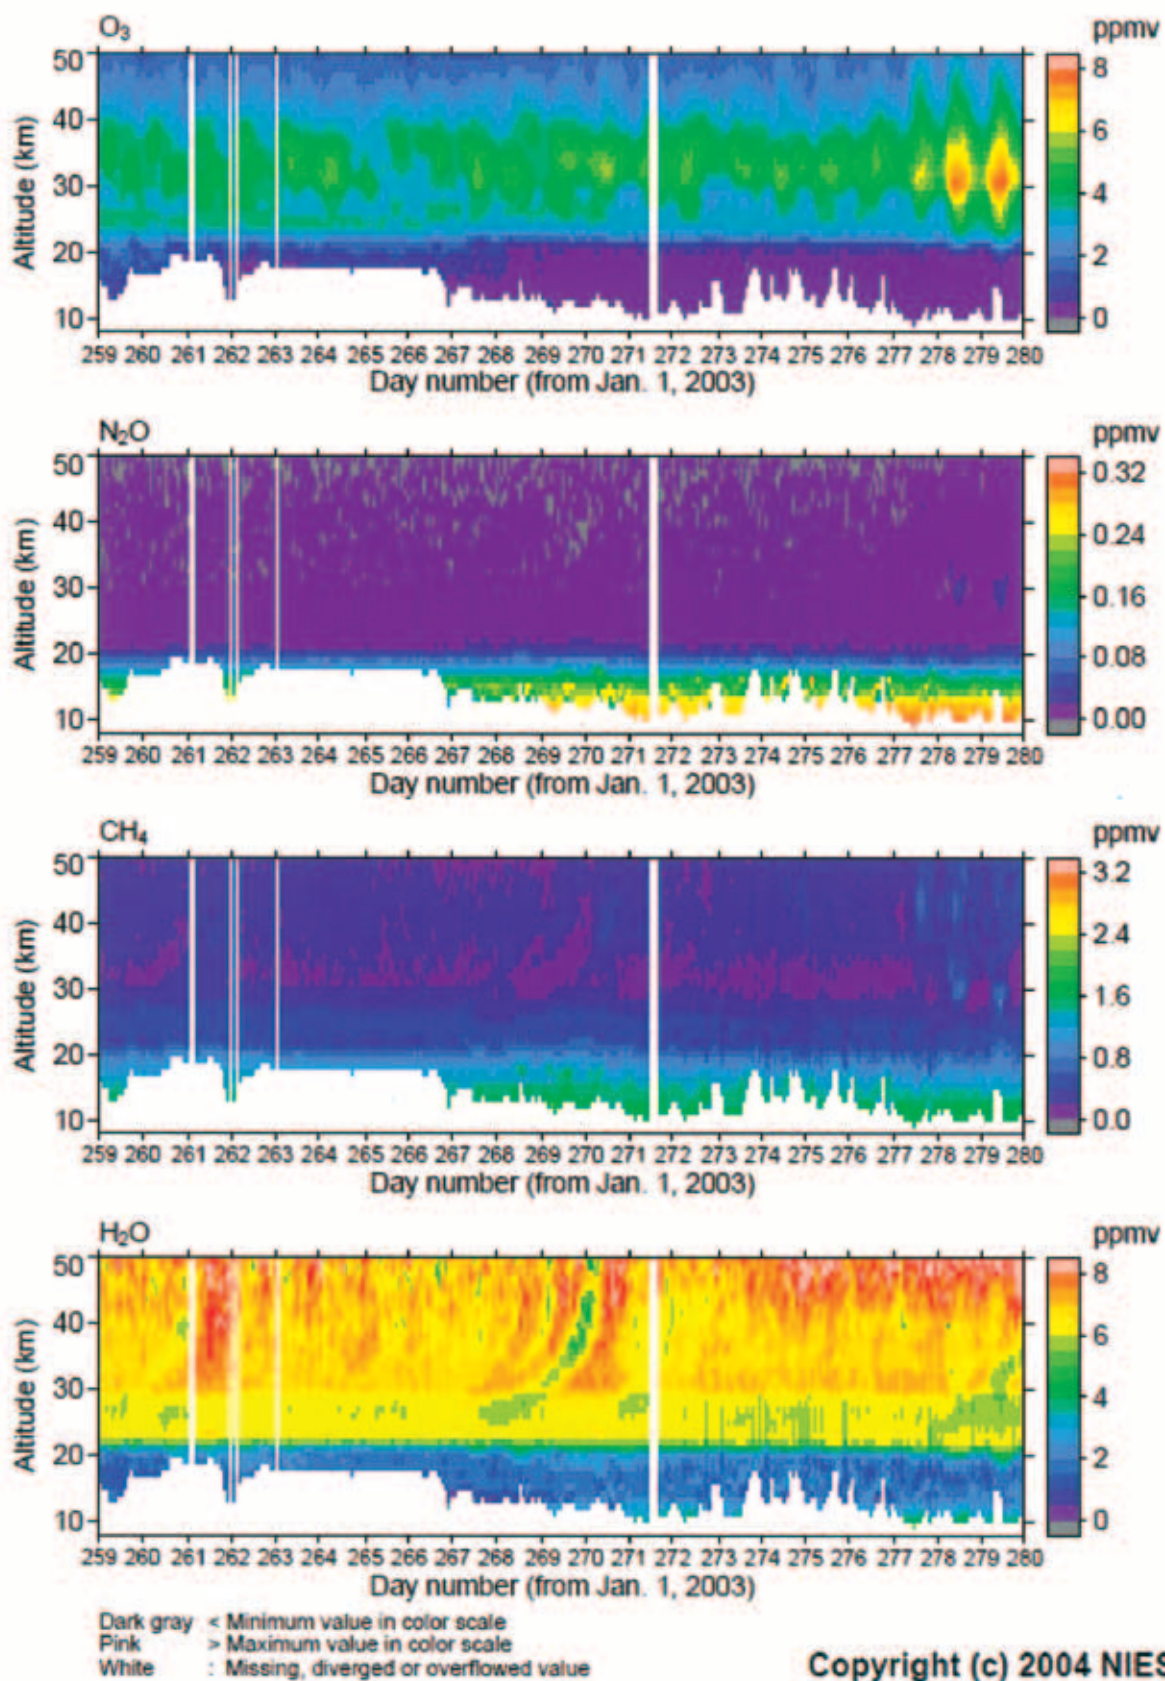 O₃ ppmv
50 8
40 6
30 4
20 2
10 0
Altitude (km)
259 260 261 262 263 264 265 266 267 268 269 270 271 272 273 274 275 276 277 278 279 280
Day number (from Jan. 1, 2003)
N₂O ppmv
50 0.32
40 0.24
30 0.16
20 0.08
10 0.00
Altitude (km)
259 260 261 262 263 264 265 266 267 268 269 270 271 272 273 274 275 276 277 278 279 280
Day number (from Jan. 1, 2003)
CH₄ ppmv
50 3.2
40 2.4
30 1.6
20 0.8
10 0.0
Altitude (km)
259 260 261 262 263 264 265 266 267 268 269 270 271 272 273 274 275 276 277 278 279 280
Day number (from Jan. 1, 2003)
H₂O ppmv
50 8
40 6
30 4
20 2
10 0
Altitude (km)
259 260 261 262 263 264 265 266 267 268 269 270 271 272 273 274 275 276 277 278 279 280
Day number (from Jan. 1, 2003)
Dark gray < Minimum value in color scale
Pink > Maximum value in color scale
White : Missing, diverged or overflowed value
Copyright (c) 2004 NIES